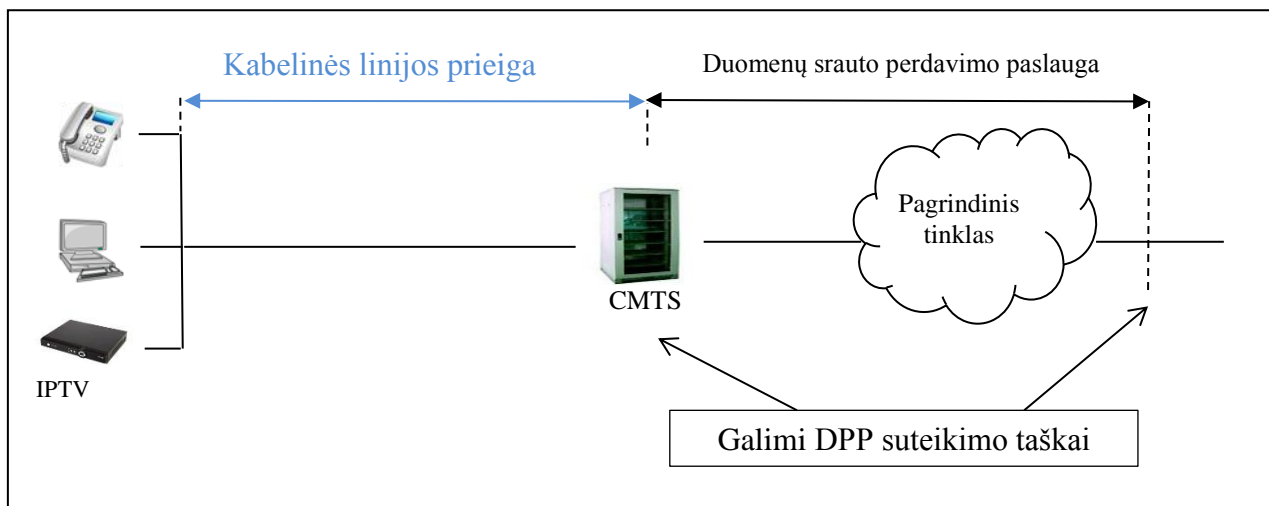 Kabelinės linijos prieiga
Duomenų srauto perdavimo paslauga
Pagrindinis
tinklas
CMTS
IPTV
Galimi DPP suteikimo taškai